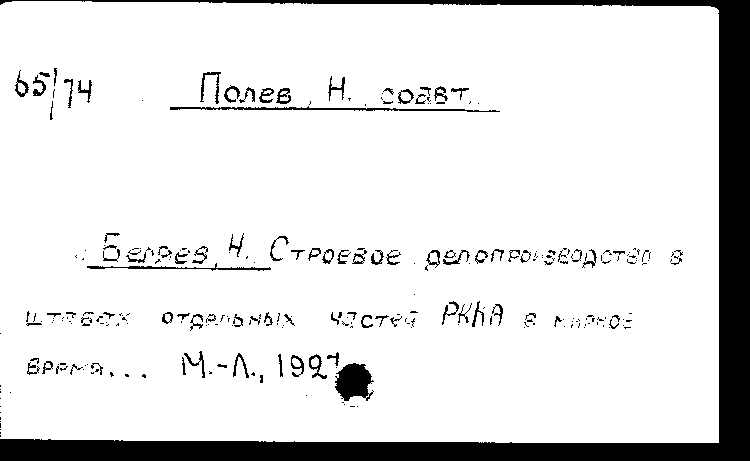 65/74 Полев, Н. соавт.
Беляев, Н. Строевое делопроизводство в
штабах отдельных частей РККА в мирное
время... М.-Л., 1927